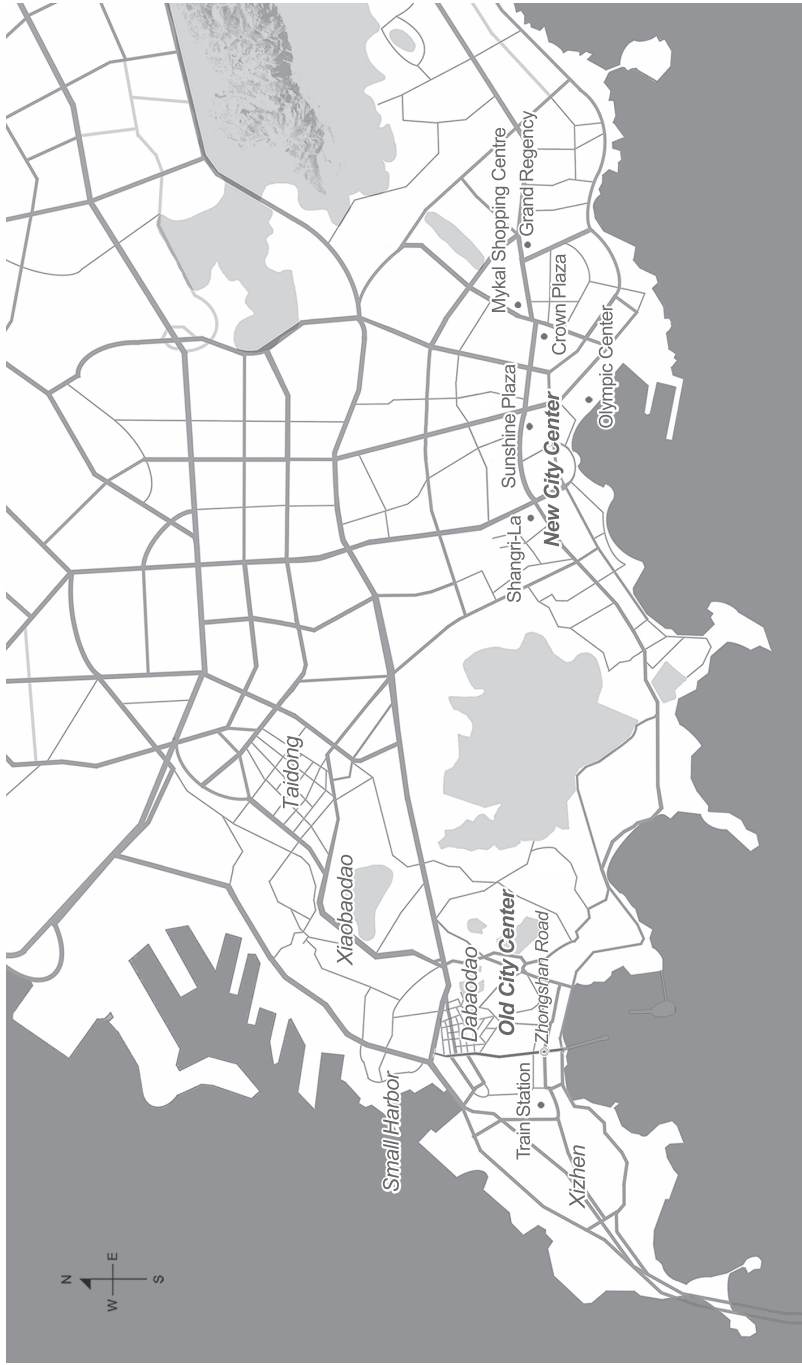 Mykal Shopping Centre
Grand Regency
Crown Plaza
Olympic Center
Sunshine Plaza
New City Center
Shangri-La
Taidong
Xiaobaodao
Dabaodao
Old City Center
Zhongshan Road
Small Harbor
Train Station
Xizhen
N
W
E
S